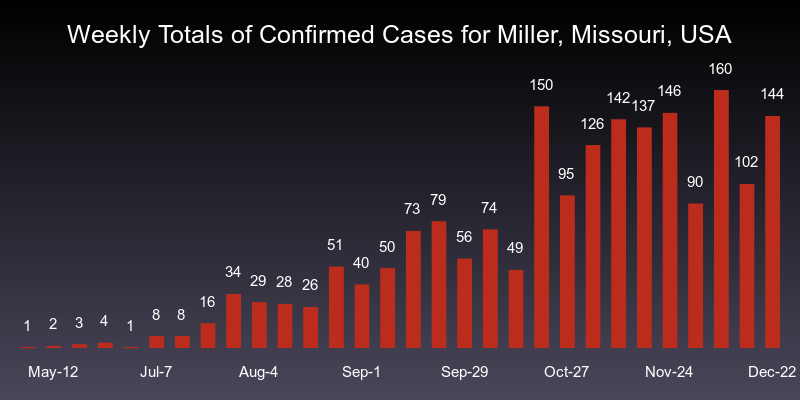 Weekly Totals of Confirmed Cases for Miller, Missouri, USA
1 2 3 4 1 8 8 16 34 29 28 26 51 40 50 73 79 56 74 49 150 95 126 142 137 146 90 160 102 144
May-12 Jul-7 Aug-4 Sep-1 Sep-29 Oct-27 Nov-24 Dec-22